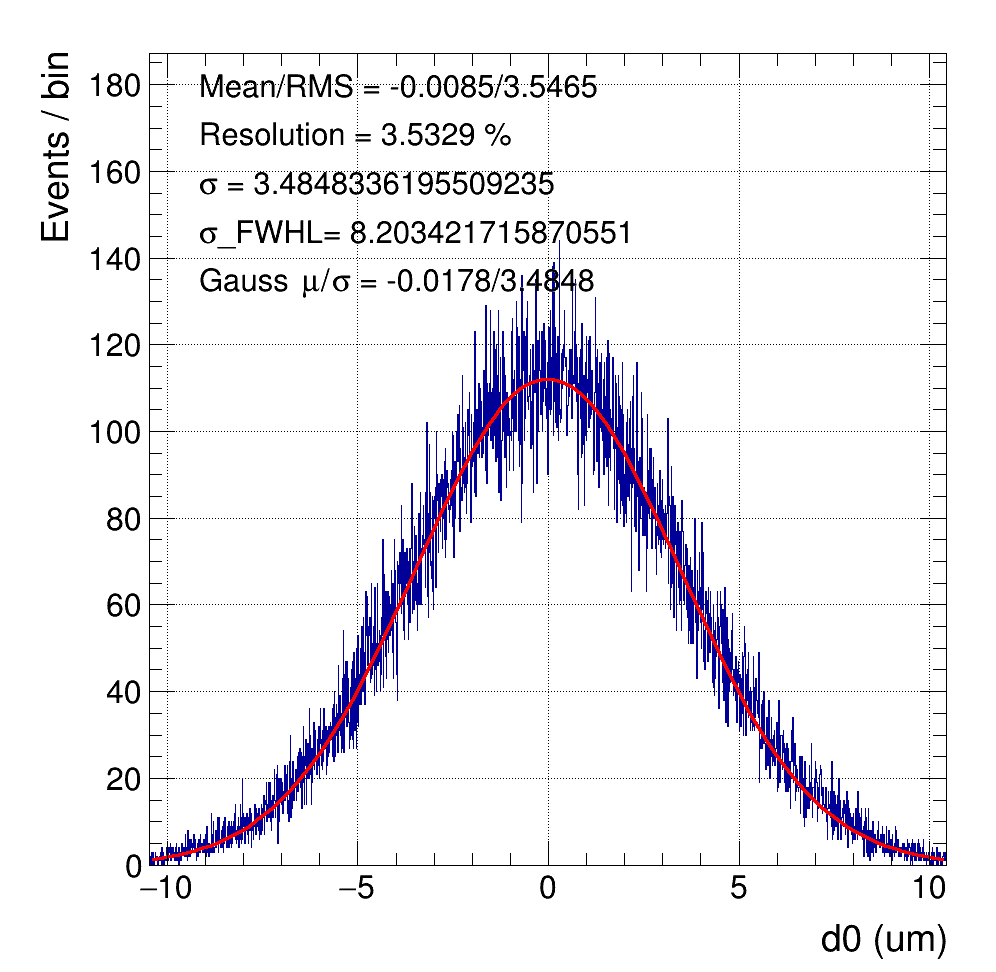 Events / bin
180
160
140
120
100
80
60
40
20
0
Mean/RMS = -0.0085/3.5465
Resolution = 3.5329 %
σ = 3.4848336195509235
σ_FWHL= 8.203421715870551
Gauss μ/σ = -0.0178/3.4848
−10 −5 0 5 10
d0 (um)